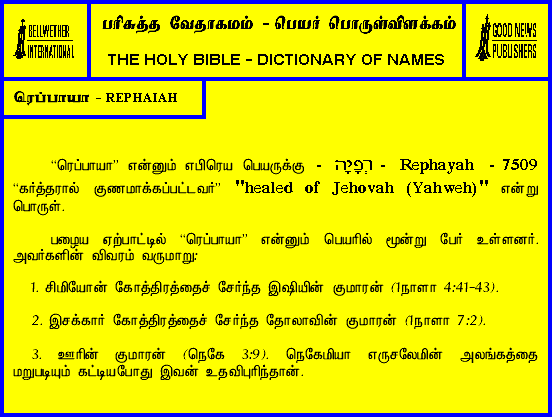 BELLWETHER
INTERNATIONAL
பரிசுத்த வேதாகமம் - பெயர் பொருள்விளக்கம்
THE HOLY BIBLE - DICTIONARY OF NAMES
GOOD NEWS
PUBLISHERS
ரெப்பாயா - REPHAIAH
“ரெப்பாயா” என்னும் எபிரெய பெயருக்கு - רְפָיָה - Rephayah - 7509
“கர்த்தரால் குணமாக்கப்பட்டவர்” "healed of Jehovah (Yahweh)" என்று
பொருள்.
பழைய ஏற்பாட்டில் “ரெப்பாயா” என்னும் பெயரில் மூன்று பேர் உள்ளனர்.
அவர்களின் விவரம் வருமாறு:
1. சிமியோன் கோத்திரத்தைச் சேர்ந்த இஷியின் குமாரன் (1நாளா 4:41-43).
2. இசக்கார் கோத்திரத்தைச் சேர்ந்த தோலாவின் குமாரன் (1நாளா 7:2).
3. ஊரின் குமாரன் (நெகே 3:9). நெகேமியா எருசலேமின் அலங்கத்தை
மறுபடியும் கட்டியபோது இவன் உதவிபுரிந்தான்.